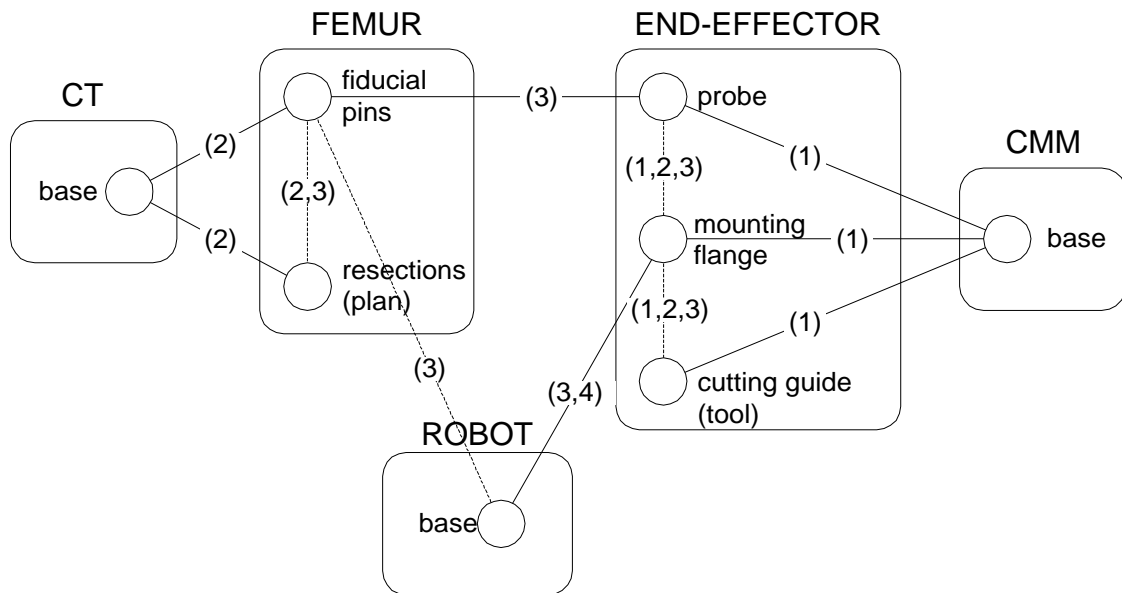 FEMUR
END-EFFECTOR
CT
fiducial
pins
(3)
probe
(2)
(1)
CMM
base
(2,3)
(1,2,3)
(2)
mounting
flange
(1)
base
resections
(plan)
(1,2,3)
(1)
(3)
(3,4)
cutting guide
(tool)
ROBOT
base